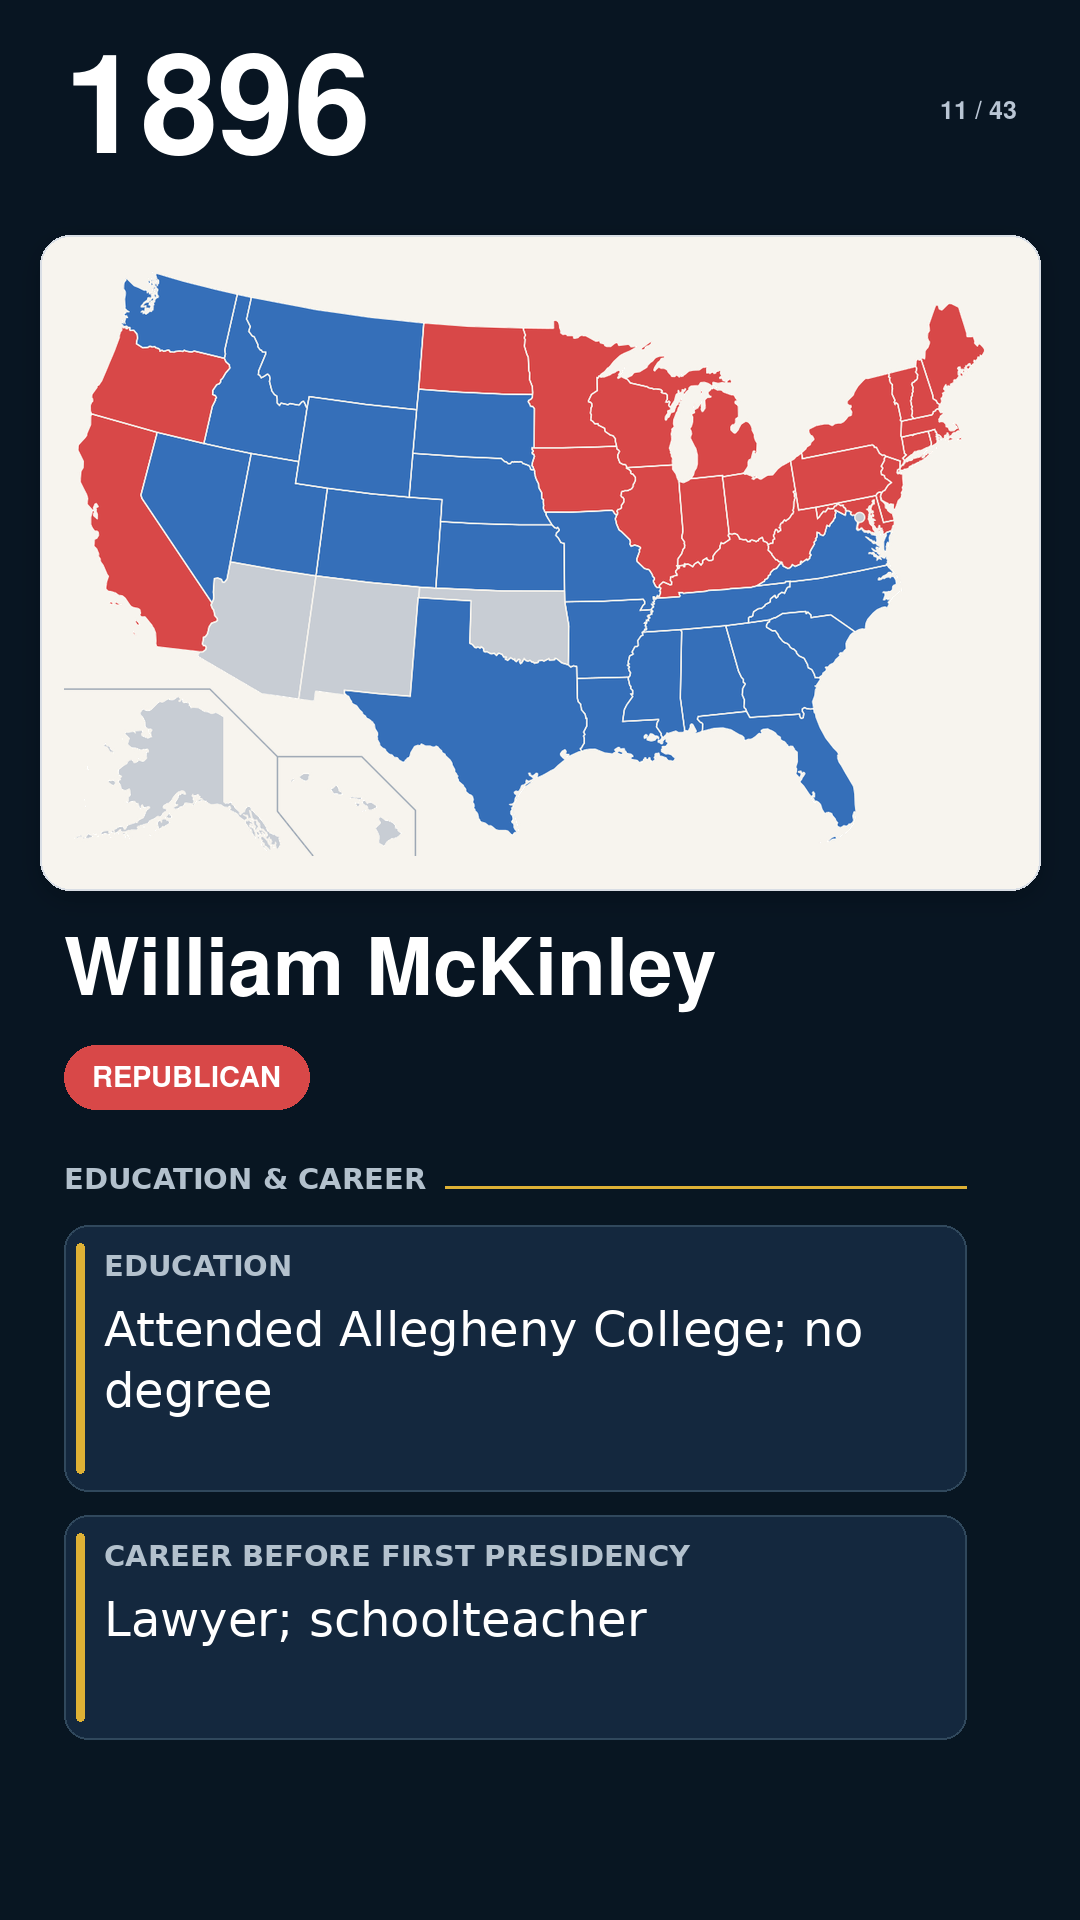 1896
11 / 43
William McKinley
REPUBLICAN
EDUCATION & CAREER
EDUCATION
Attended Allegheny College; no
degree
CAREER BEFORE FIRST PRESIDENCY
Lawyer; schoolteacher